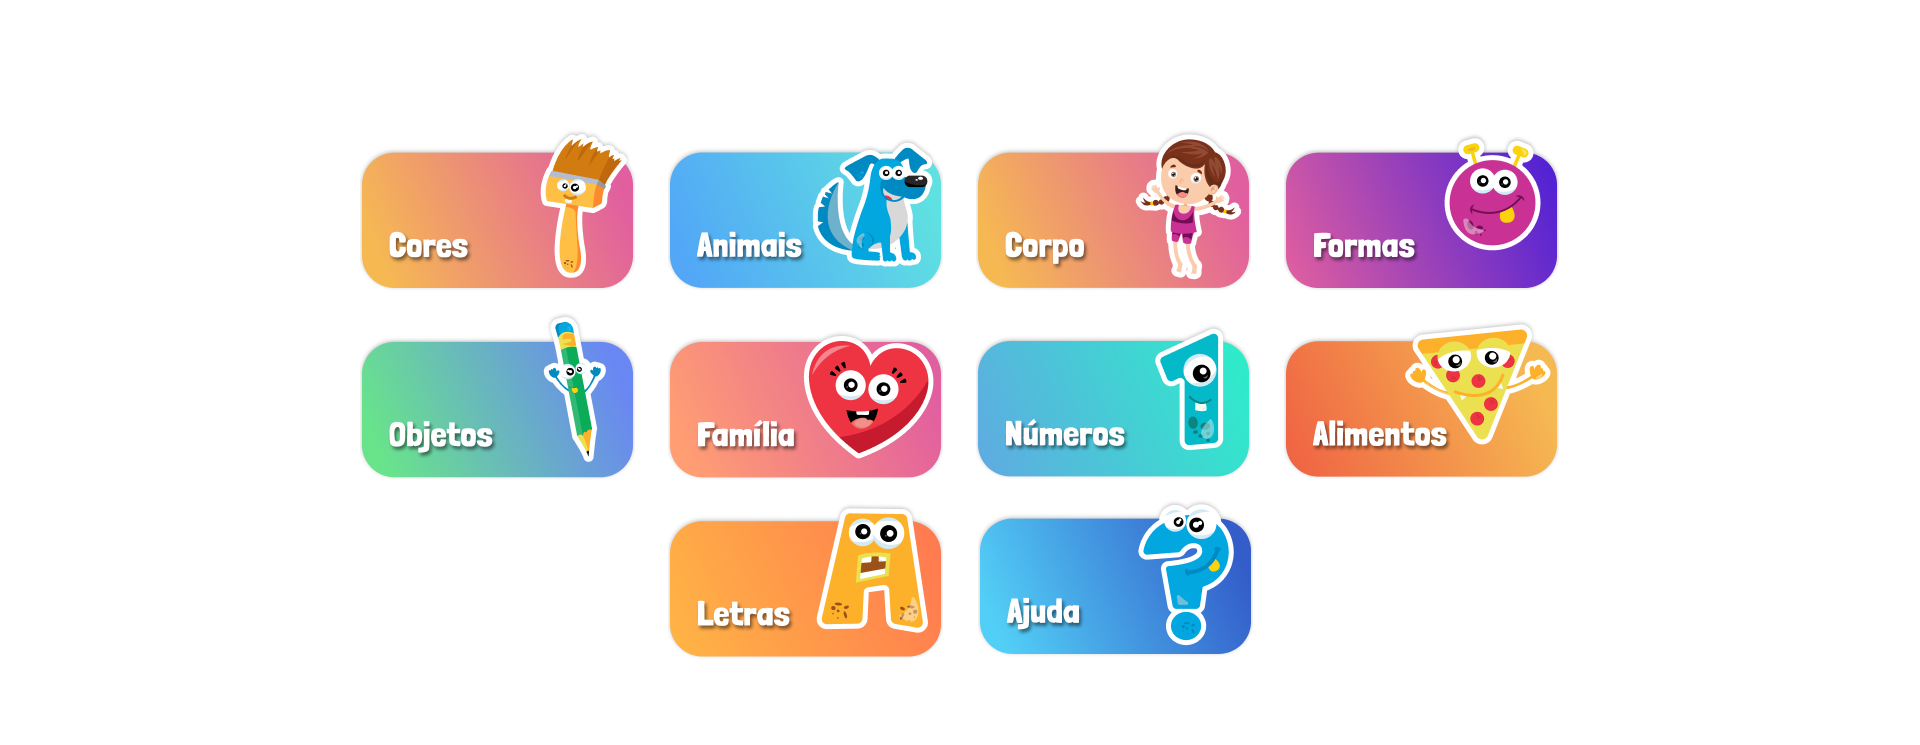 Cores
Animais
Corpo
Formas
Objetos
Família
Números
Alimentos
Letras
Ajuda